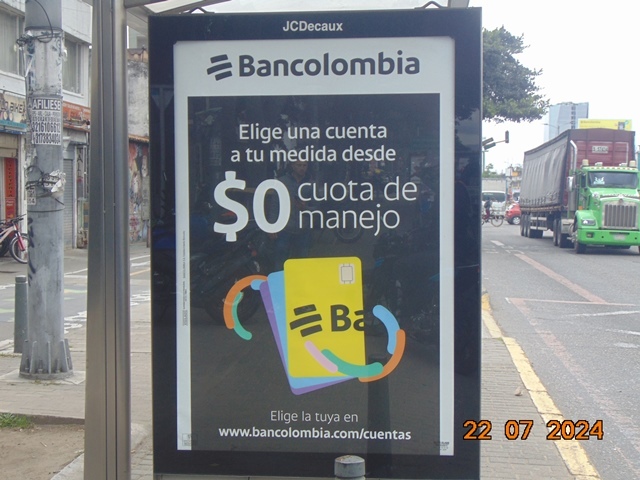 JCDecaux
Bancolombia
Elige una cuenta
a tu medida desde
$0 cuota de
manejo
Ba
Elige la tuya en
www.bancolombia.com/cuentas
AFILIESE
22 07 2024